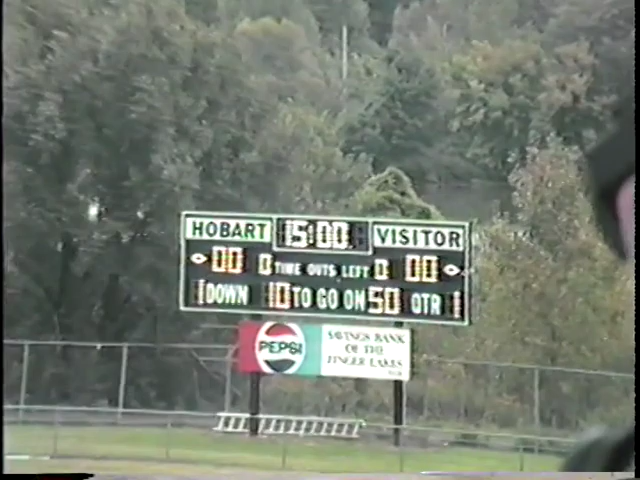 HOBART 15:00 VISITOR
00 0 TIME OUTS LEFT 0 00
1 DOWN 10 TO GO ON 50 QTR 1
PEPSI
SAVINGS BANK
OF THE
FINGER LAKES